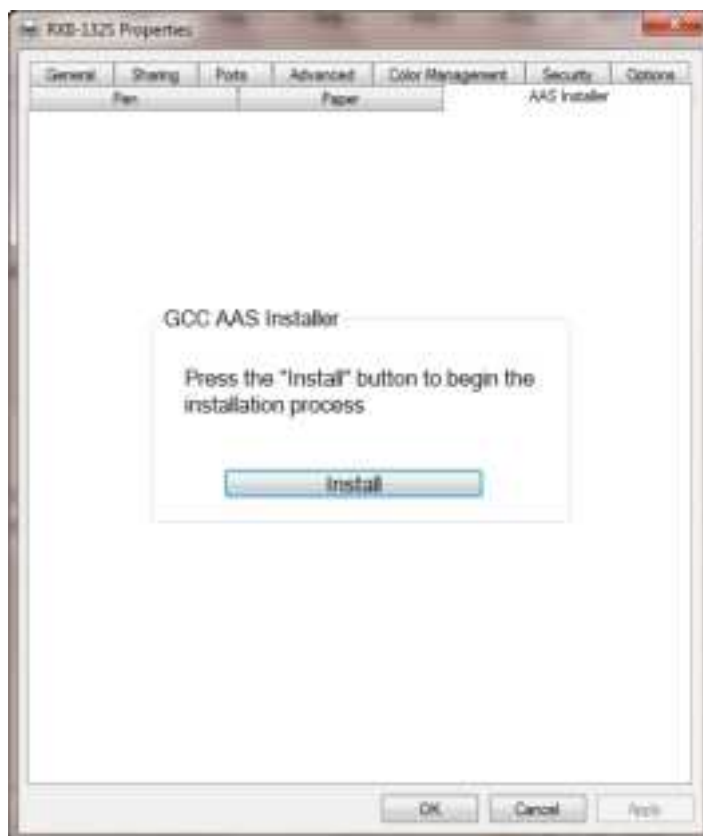 RXII-132S Properties
General Sharing Ports Advanced Color Management Security Options
Pen Paper AAS Installer
GCC AAS Installer
Press the "Install" button to begin the
installation process
Install
OK Cancel Apply